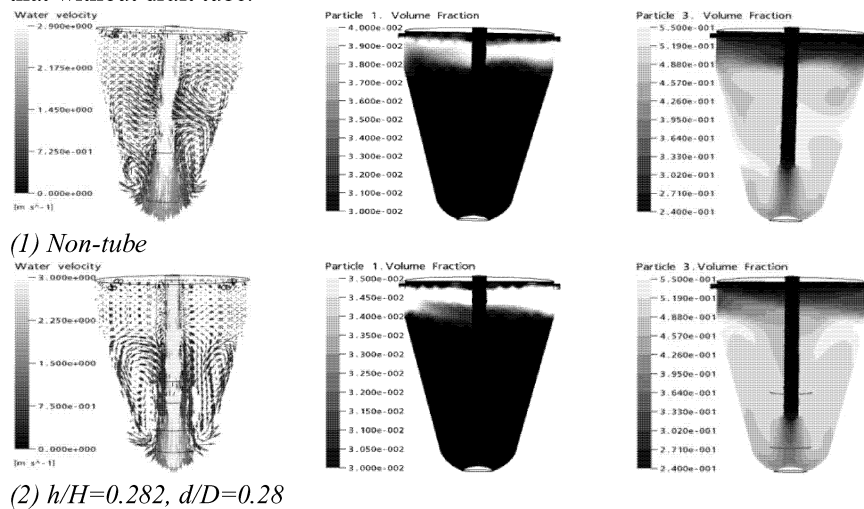 that without draft tube.
Water velocity
2.900e+000
2.175e+000
1.450e+000
7.250e-001
0.000e+000
[m s^-1]
Particle 1. Volume Fraction
4.000e-002
3.900e-002
3.800e-002
3.700e-002
3.600e-002
3.500e-002
3.400e-002
3.300e-002
3.200e-002
3.100e-002
3.000e-002
Particle 3. Volume Fraction
5.500e-001
5.190e-001
4.880e-001
4.570e-001
4.260e-001
3.950e-001
3.640e-001
3.330e-001
3.020e-001
2.710e-001
2.400e-001
(1) Non-tube
Water velocity
3.000e+000
2.250e+000
1.500e+000
7.500e-001
0.000e+000
[m s^-1]
Particle 1. Volume Fraction
3.500e-002
3.450e-002
3.400e-002
3.350e-002
3.300e-002
3.250e-002
3.200e-002
3.150e-002
3.100e-002
3.050e-002
3.000e-002
Particle 3. Volume Fraction
5.500e-001
5.190e-001
4.880e-001
4.570e-001
4.260e-001
3.950e-001
3.640e-001
3.330e-001
3.020e-001
2.710e-001
2.400e-001
(2) h/H=0.282, d/D=0.28